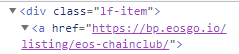 ▼<div class="lf-item">
▼<a href="https://bp.eosgo.io/
listing/eos-chainclub/">